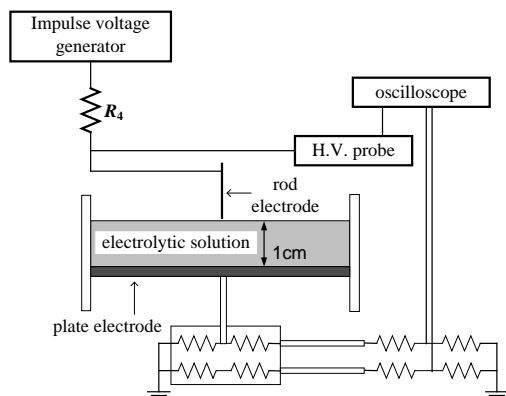 Impulse voltage
generator
oscilloscope
R4
H.V. probe
rod
electrode
electrolytic solution
1cm
plate electrode